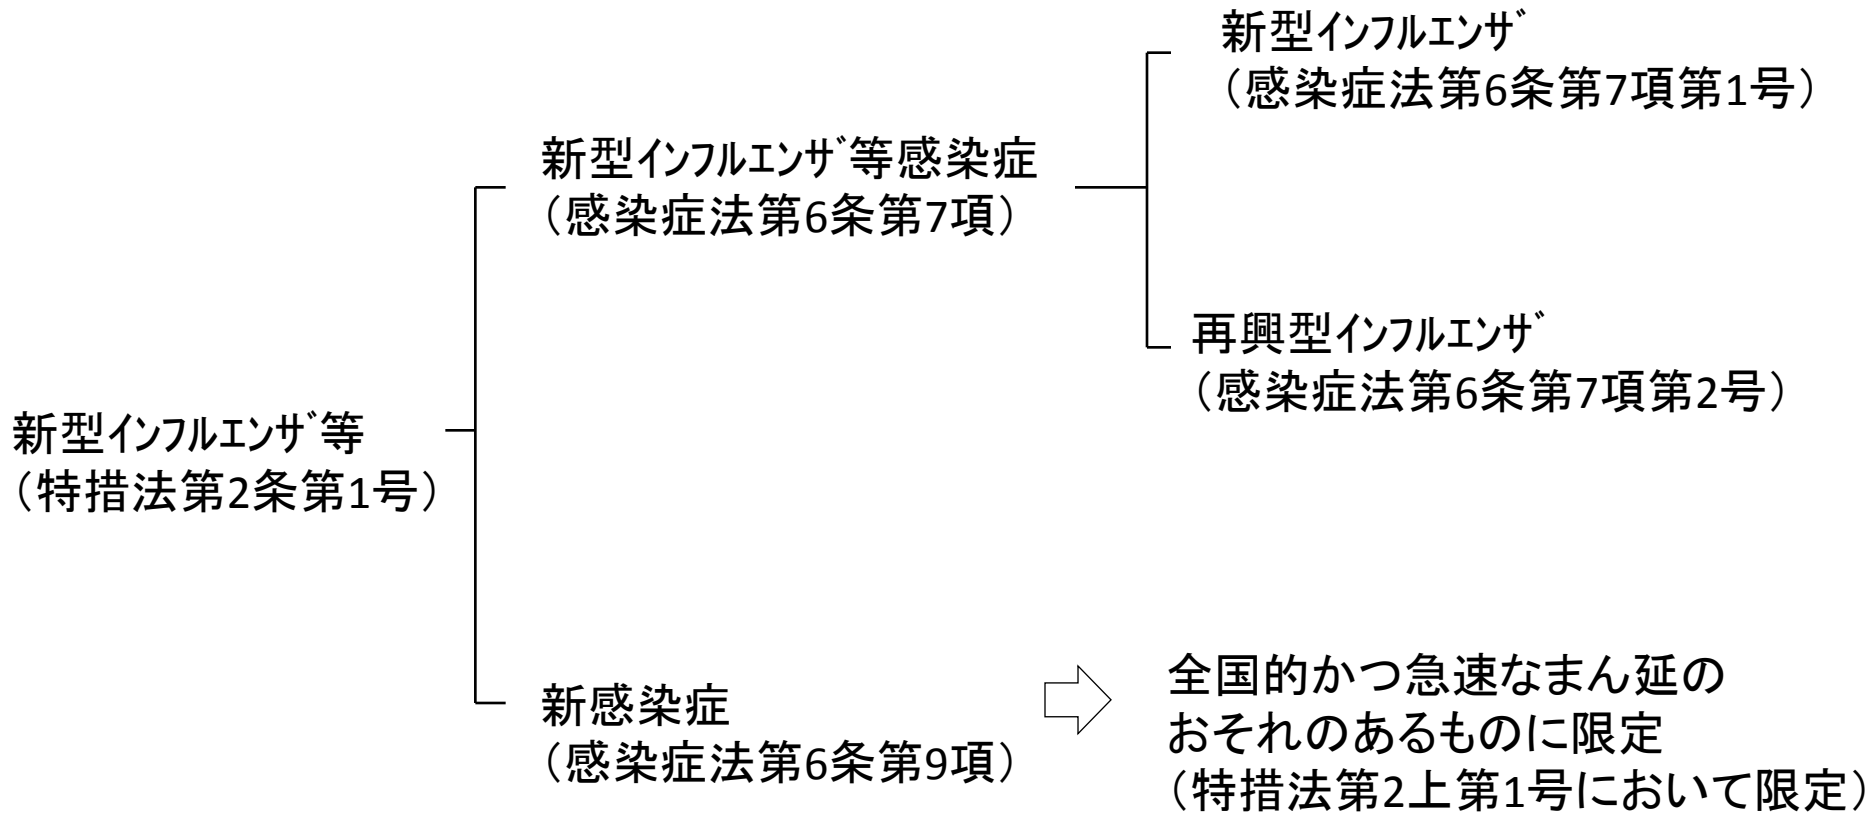 新型ｲﾝﾌﾙｴﾝｻﾞ
（感染症法第6条第7項第1号）
新型ｲﾝﾌﾙｴﾝｻﾞ等感染症
（感染症法第6条第7項）
再興型ｲﾝﾌﾙｴﾝｻﾞ
（感染症法第6条第7項第2号）
新型ｲﾝﾌﾙｴﾝｻﾞ等
（特措法第2条第1号）
新感染症
（感染症法第6条第9項）
全国的かつ急速なまん延の
おそれのあるものに限定
（特措法第2上第1号において限定）